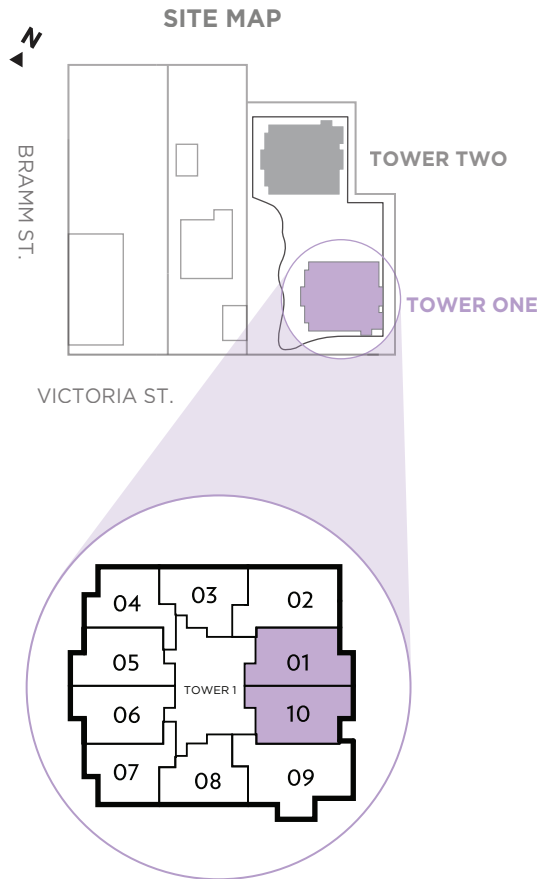 SITE MAP
N
BRAMM ST.
TOWER TWO
TOWER ONE
VICTORIA ST.
04
03
02
05
01
TOWER 1
06
10
07
08
09